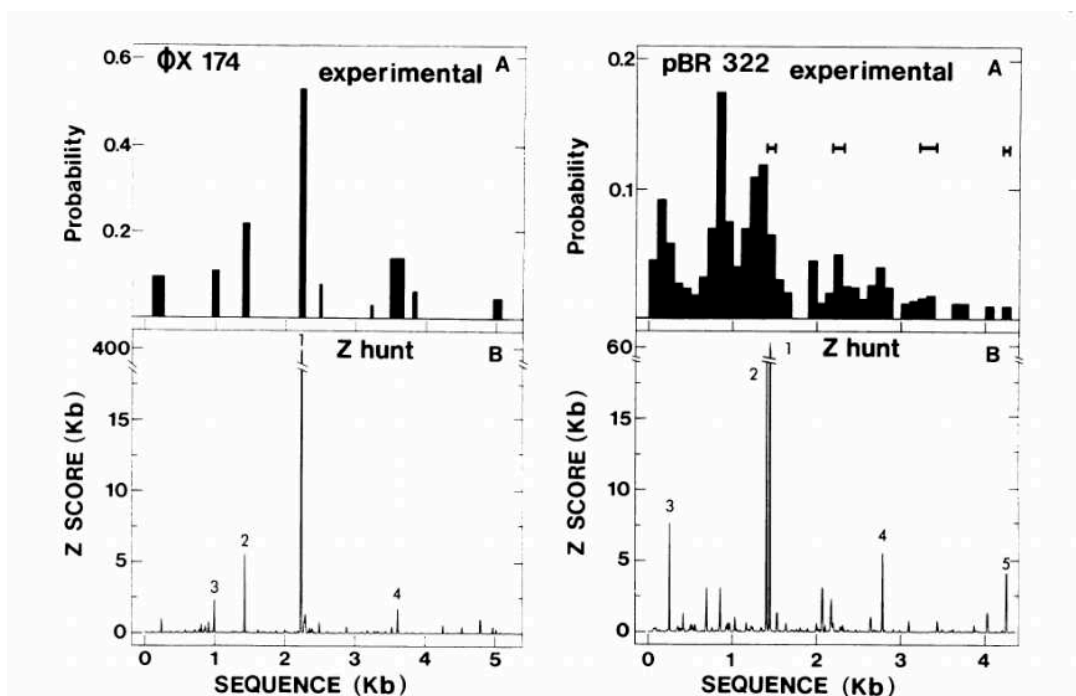 ΦX 174
experimental
A
0.6
0.4
0.2
Probability
Z hunt
B
400
15
10
5
0
Z SCORE (Kb)
1
2
3
4
0 1 2 3 4 5
SEQUENCE (Kb)
pBR 322
experimental
A
0.2
0.1
Probability
Z hunt
B
60
15
10
5
0
Z SCORE (Kb)
1
2
3
4
5
0 1 2 3 4
SEQUENCE (Kb)